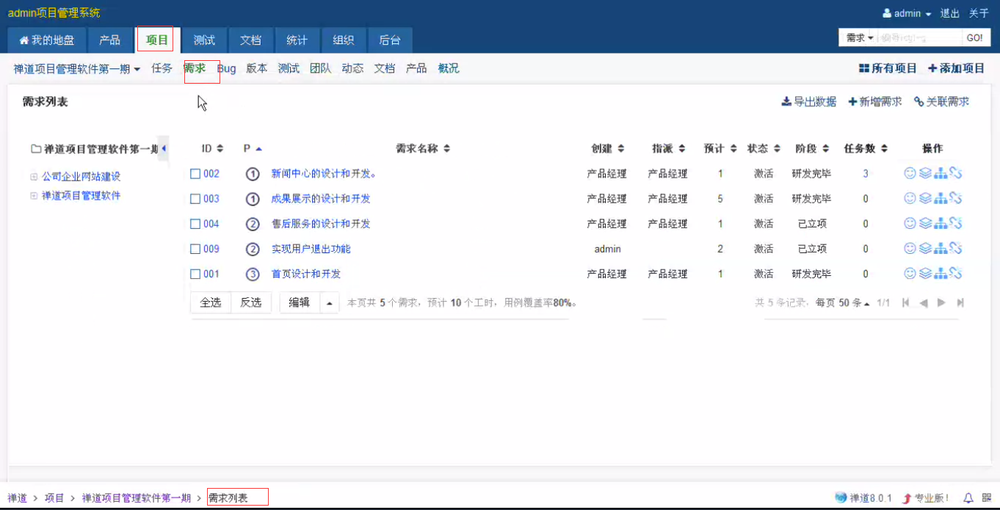 admin项目管理系统 admin 退出 关于
我的地盘 产品 项目 测试 文档 统计 组织 后台 需求 GO!
禅道项目管理软件第一期 任务 需求 Bug 版本 测试 团队 动态 文档 产品 概况 所有项目 添加项目
需求列表 导出数据 新增需求 关联需求
禅道项目管理软件第一期 ID P 需求名称 创建 指派 预计 状态 阶段 任务数 操作
公司企业网站建设
禅道项目管理软件
002 1 新闻中心的设计和开发。 产品经理 产品经理 1 激活 研发完毕 3
003 1 成果展示的设计和开发 产品经理 产品经理 5 激活 研发完毕 0
004 2 售后服务的设计和开发 产品经理 产品经理 1 激活 已立项 0
009 2 实现用户退出功能 admin 2 激活 已立项 0
001 3 首页设计和开发 产品经理 产品经理 1 激活 研发完毕 0
全选 反选 编辑 本页共 5 个需求，预计 10 个工时，用例覆盖率80%。 共 5 条记录，每页 50 条 1/1
禅道 > 项目 > 禅道项目管理软件第一期 > 需求列表 禅道8.0.1 专业版！